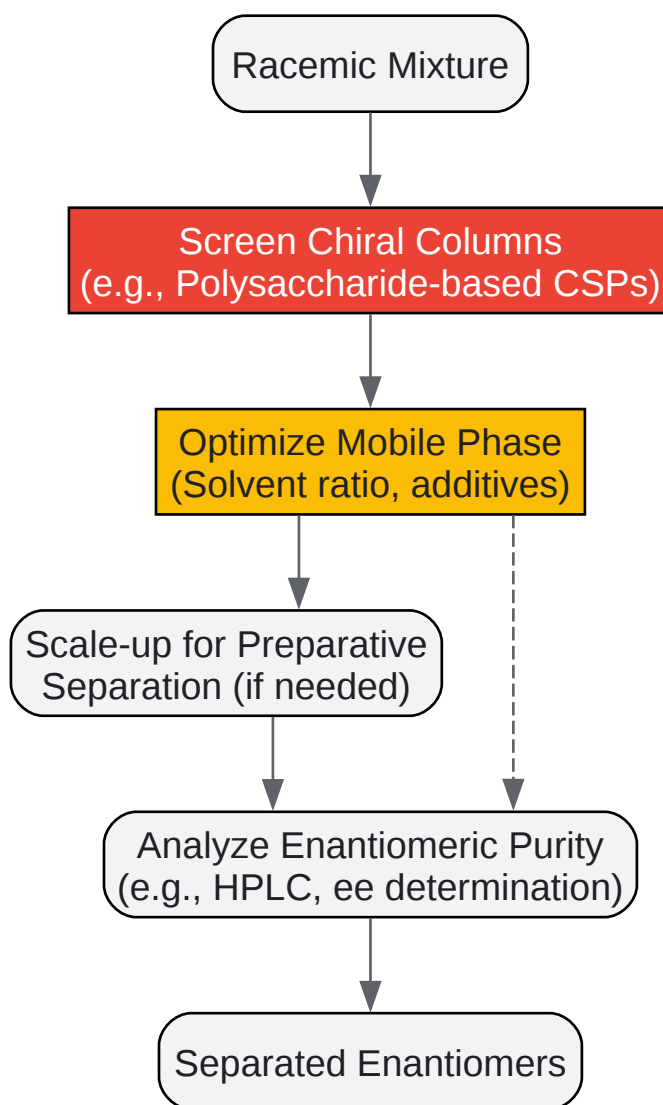 Racemic Mixture
Screen Chiral Columns
(e.g., Polysaccharide-based CSPs)
Optimize Mobile Phase
(Solvent ratio, additives)
Scale-up for Preparative
Separation (if needed)
Analyze Enantiomeric Purity
(e.g., HPLC, ee determination)
Separated Enantiomers